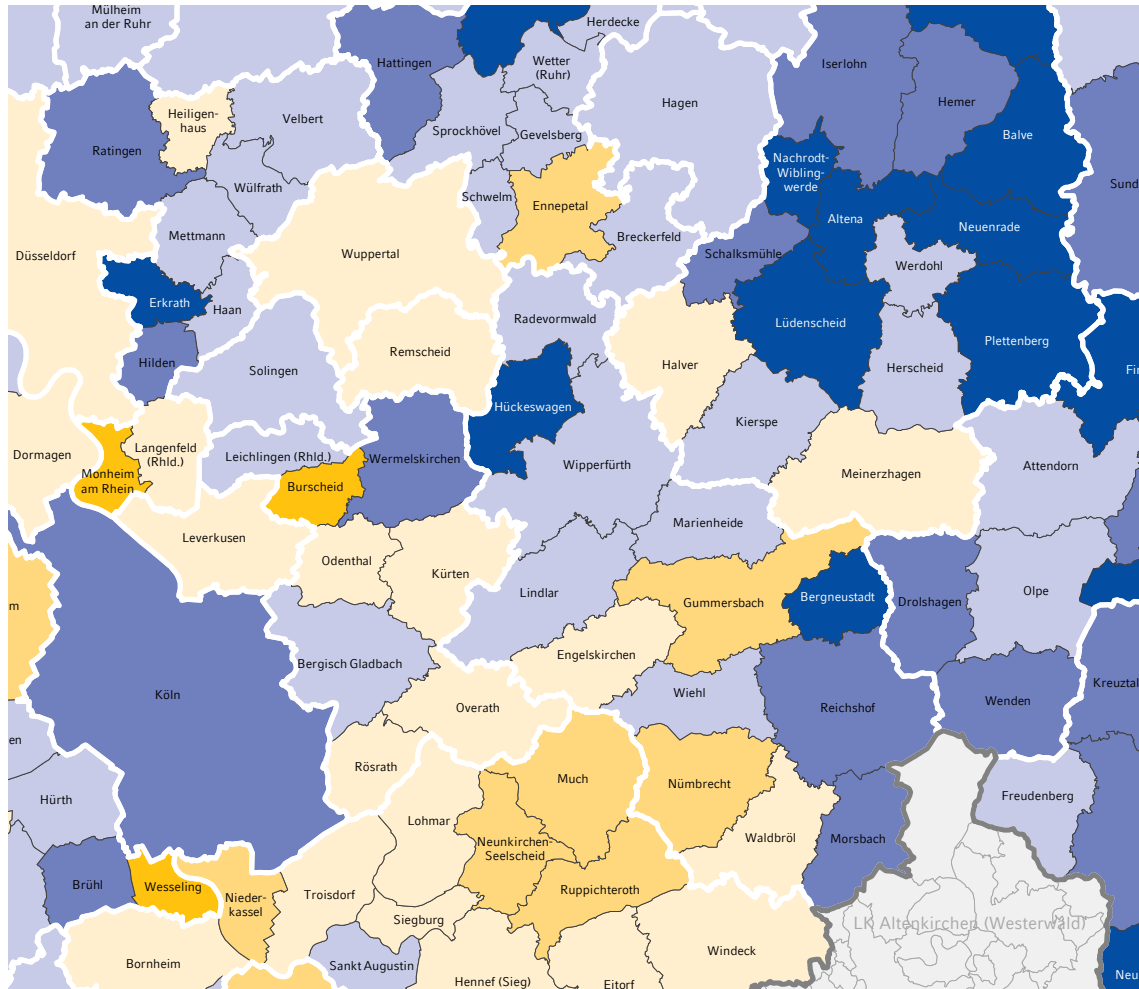 Mülheim
an der Ruhr
Herdecke
Hattingen
Wetter
(Ruhr)
Iserlohn
Hagen
Hemer
Heiligen-
haus
Velbert
Sprockhövel
Gevelsberg
Balve
Ratingen
Nachrodt-
Wibling-
werde
Sund
Wülfrath
Schwelm
Ennepetal
Altena
Neuenrade
Mettmann
Breckerfeld
Düsseldorf
Wuppertal
Schalksmühle
Werdohl
Erkrath
Haan
Radevormwald
Lüdenscheid
Plettenberg
Hilden
Remscheid
Solingen
Halver
Herscheid
Fin
Hückeswagen
Kierspe
Langenfeld
(Rhld.)
Dormagen
Leichlingen (Rhld.)
Wermelskirchen
Wipperfürth
Attendorn
Monheim
am Rhein
Burscheid
Meinerzhagen
Marienheide
Leverkusen
Odenthal
Kürten
Lindlar
Gummersbach
Bergneustadt
Drolshagen
Olpe
m
Engelskirchen
Bergisch Gladbach
Köln
Wiehl
Kreuztal
Overath
Reichshof
Wenden
en
Rösrath
Much
Nümbrecht
Hürth
Freudenberg
Lohmar
Waldbröl
Morsbach
Neunkirchen-
Seelscheid
Brühl
Wesseling
Nieder-
kassel
Troisdorf
Ruppichteroth
Siegburg
LK Altenkirchen (Westerwald)
Windeck
Bornheim
Sankt Augustin
Hennef (Sieg)
Eitorf
Neu